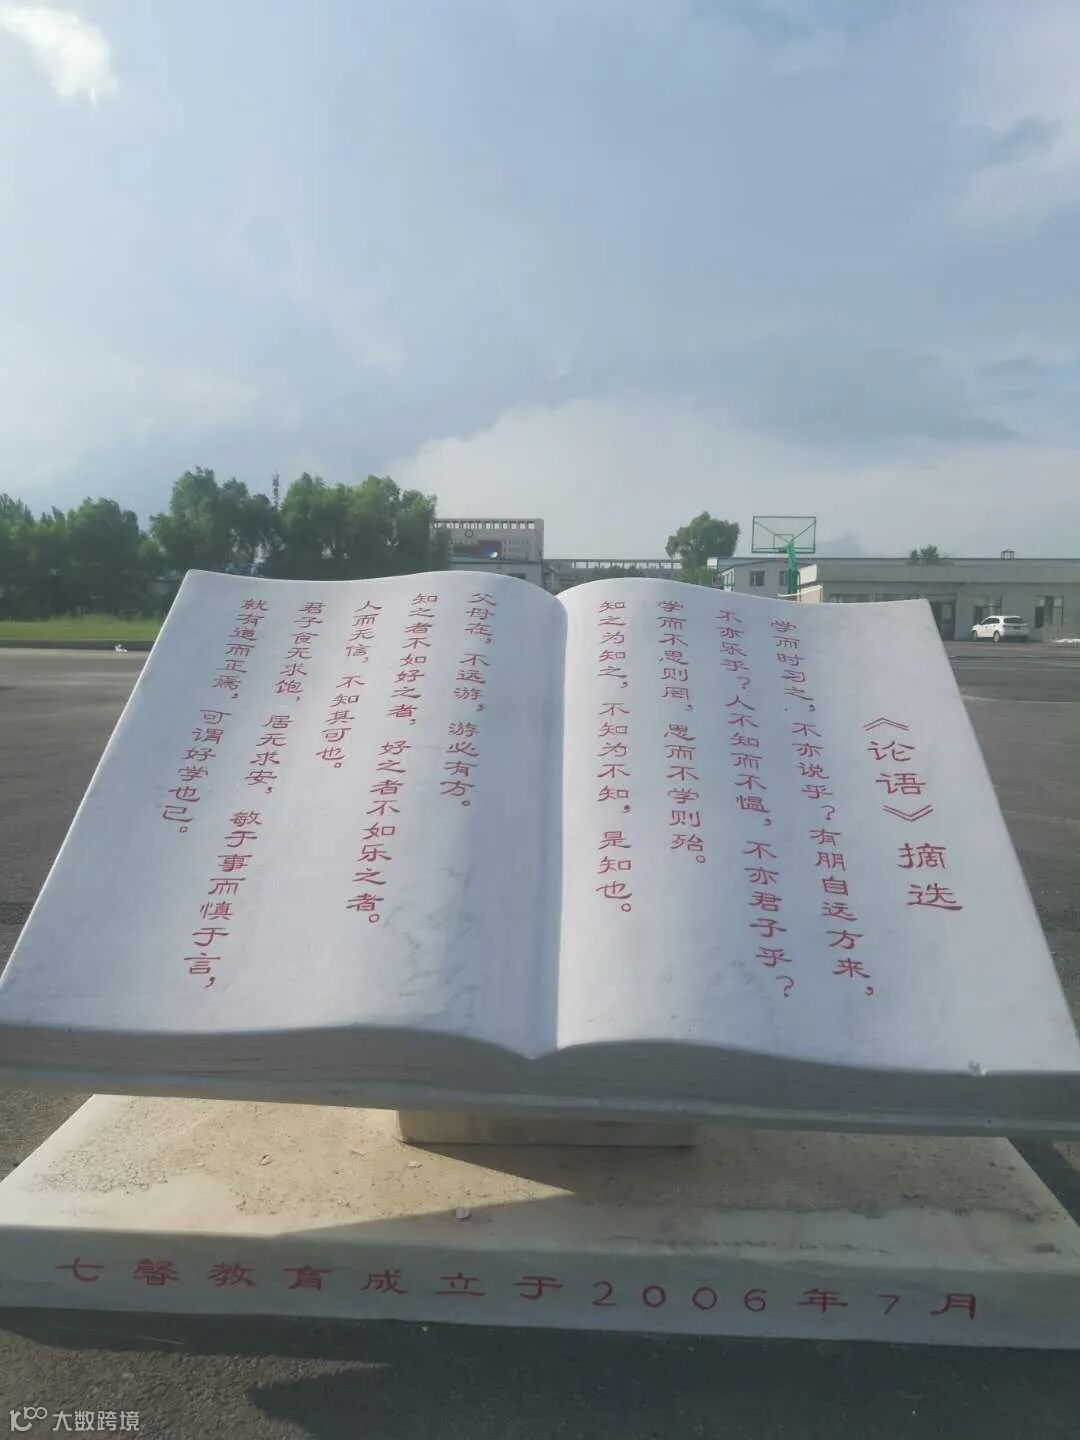 《论语》摘选
学而时习之，不亦说乎？有朋自远方来，
不亦乐乎？人不知而不愠，不亦君子乎？
学而不思则罔，思而不学则殆。
知之为知之，不知为不知，是知也。
父母在，不远游，游必有方。
知之者不如好之者，好之者不如乐之者。
人而无信，不知其可也。
君子食无求饱，居无求安，敏于事而慎于言，
就有道而正焉，可谓好学也已。
七馨教育成立于2006年7月
大数跨境